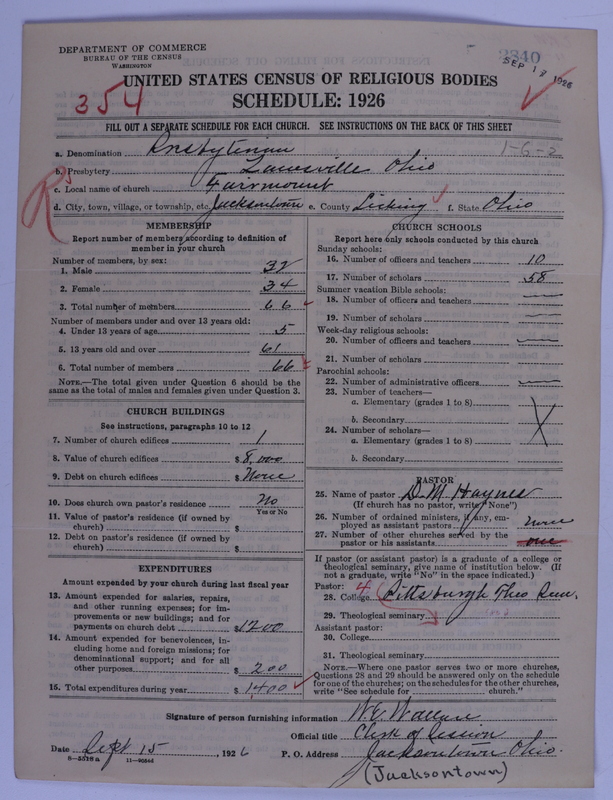 DEPARTMENT OF COMMERCE
BUREAU OF THE CENSUS
WASHINGTON
2340
SEP 18 1926
UNITED STATES CENSUS OF RELIGIOUS BODIES
354
SCHEDULE: 1926
FILL OUT A SEPARATE SCHEDULE FOR EACH CHURCH. SEE INSTRUCTIONS ON THE BACK OF THIS SHEET
a. Denomination Presbyterian 1-6-2
b. Presbytery Zanesville Ohio
c. Local name of church Fairmount
d. City, town, village, or township, etc. Jacksontown e. County Licking f. State Ohio
MEMBERSHIP
Report number of members according to definition of
member in your church
Number of members, by sex:
1. Male 32
2. Female 34
3. Total number of members 66
Number of members under and over 13 years old:
4. Under 13 years of age 5
5. 13 years old and over 61
6. Total number of members 66
NOTE.—The total given under Question 6 should be
same as the total of males and females given under Question 3.
CHURCH BUILDINGS
See instructions, paragraphs 10 to 12
7. Number of church edifices 1
8. Value of church edifices $ 8,000
9. Debt on church edifices $ None
10. Does church own pastor's residence? No
Yes or No
11. Value of pastor's residence (if owned by
church) $
12. Debt on pastor's residence (if owned by
church) $
EXPENDITURES
Amount expended by your church during last fiscal year
13. Amount expended for salaries, repairs,
and other running expenses; for im-
provements or new buildings; and for
payments on church debt $ 1200
14. Amount expended for benevolences, in-
cluding home and foreign missions; for
denominational support; and for all
other purposes $ 200
15. Total expenditures during year $ 1400
CHURCH SCHOOLS
Report here only schools conducted by this church
Sunday schools:
16. Number of officers and teachers 10
17. Number of scholars 58
Summer vacation Bible schools:
18. Number of officers and teachers
19. Number of scholars
Week-day religious schools:
20. Number of officers and teachers
21. Number of scholars
Parochial schools:
22. Number of administrative officers
23. Number of teachers—
a. Elementary (grades 1 to 8)
b. Secondary
24. Number of scholars—
a. Elementary (grades 1 to 8)
b. Secondary
PASTOR
25. Name of pastor D. M. Haynes
(If church has no pastor, write "None")
26. Number of ordained ministers, if any, em-
ployed as assistant pastors none
27. Number of other churches served by the
pastor or his assistants one
If pastor (or assistant pastor) is a graduate of a college or
theological seminary, give name of institution below. (If
not a graduate, write "No" in the space indicated.)
Pastor: 4
28. College Pittsburgh Theo Sem.
29. Theological seminary
Assistant pastor:
30. College
31. Theological seminary
NOTE.—Where one pastor serves two or more churches,
Questions 28 and 29 should be answered only on the schedule
for one of the churches; on the schedules for the other churches,
write "See schedule for church."
Signature of person furnishing information
Official title Clerk of Session
Date Sept 15, 1926 P. O. Address Jacksontown Ohio.
8-5518a
(Jacksontown)